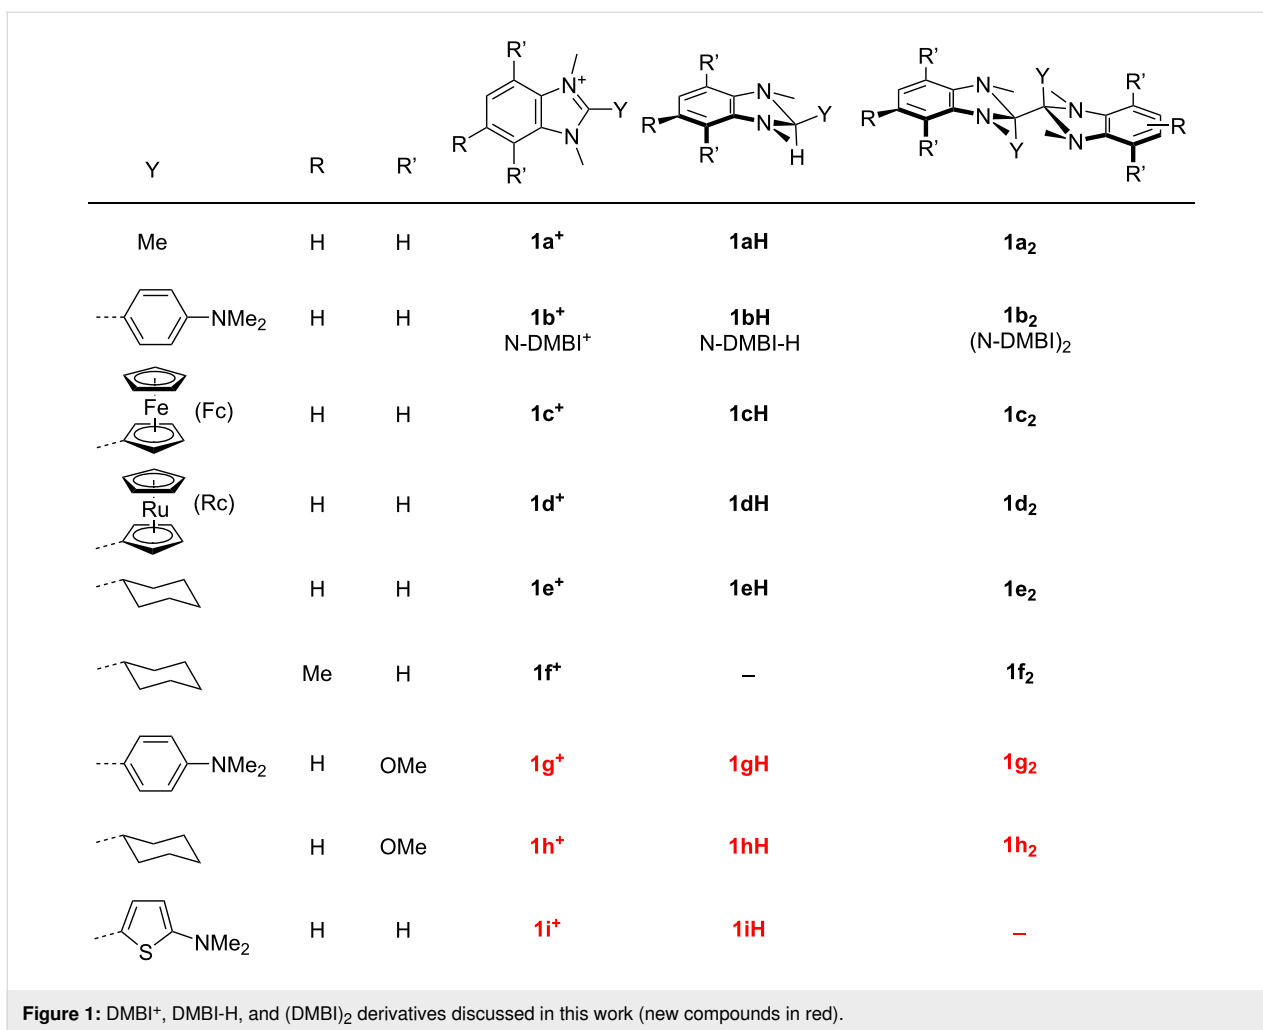 R' R' R' Y R'
N⁺ N N N
Y Y
R N R N R N N R
R' R' H R' Y R'
Y R R'
Me H H 1a⁺ 1aH 1a₂
NMe₂ H H 1b⁺ 1bH 1b₂
N-DMBI⁺ N-DMBI-H (N-DMBI)₂
Fe (Fc) H H 1c⁺ 1cH 1c₂
Ru (Rc) H H 1d⁺ 1dH 1d₂
H H 1e⁺ 1eH 1e₂
Me H 1f⁺ – 1f₂
NMe₂ H OMe 1g⁺ 1gH 1g₂
H OMe 1h⁺ 1hH 1h₂
S NMe₂ H H 1i⁺ 1iH –
Figure 1: DMBI⁺, DMBI-H, and (DMBI)₂ derivatives discussed in this work (new compounds in red).